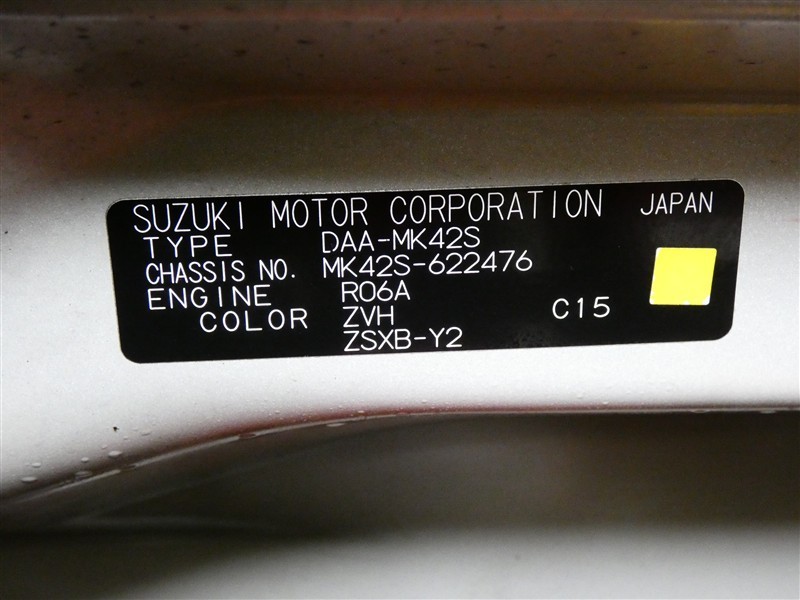 SUZUKI MOTOR CORPORATION JAPAN
TYPE DAA-MK42S
CHASSIS NO. MK42S-622476
ENGINE R06A
COLOR ZVH C15
ZSXB-Y2